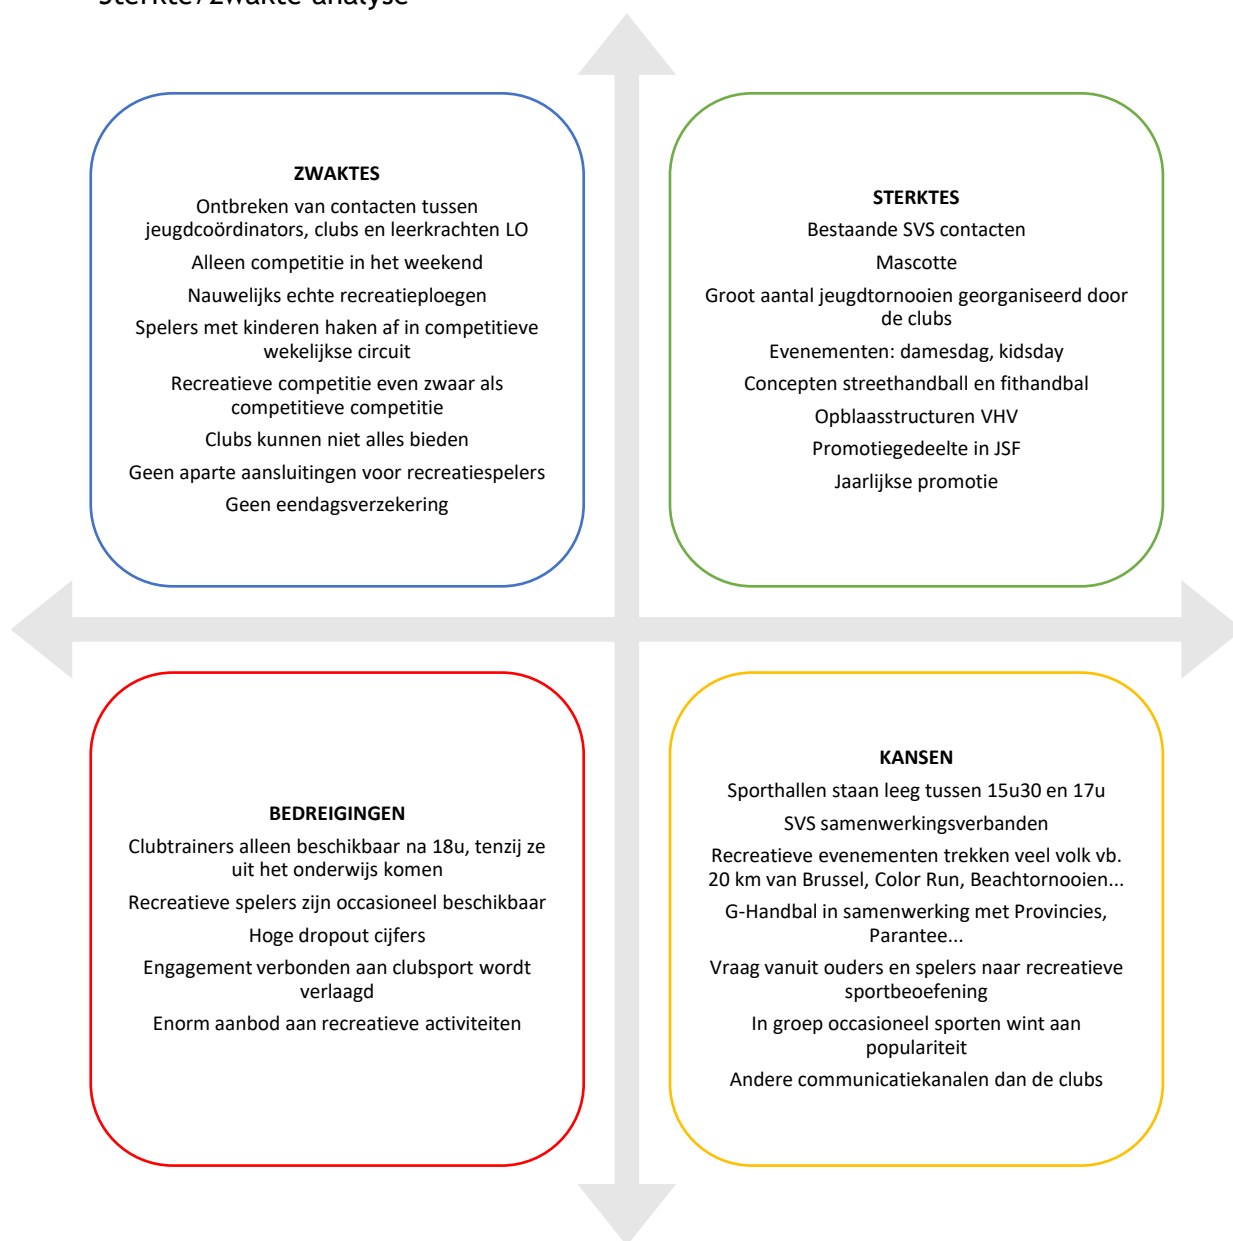 Sterkte/zwakte analyse
ZWAKTES
Ontbreken van contacten tussen
jeugdcoördinators, clubs en leerkrachten LO
Alleen competitie in het weekend
Nauwelijks echte recreatieploegen
Spelers met kinderen haken af in competitieve
wekelijkse circuit
Recreatieve competitie even zwaar als
competitieve competitie
Clubs kunnen niet alles bieden
Geen aparte aansluitingen voor recreatiespelers
Geen eendagsverzekering
STERKTES
Bestaande SVS contacten
Mascotte
Groot aantal jeugdtornooien georganiseerd door
de clubs
Evenementen: damesdag, kidsday
Concepten streethandball en fithandbal
Opblaasstructuren VHV
Promotiegedeelte in JSF
Jaarlijkse promotie
BEDREIGINGEN
Clubtrainers alleen beschikbaar na 18u, tenzij ze
uit het onderwijs komen
Recreatieve spelers zijn occasioneel beschikbaar
Hoge dropout cijfers
Engagement verbonden aan clubsport wordt
verlaagd
Enorm aanbod aan recreatieve activiteiten
KANSEN
Sporthallen staan leeg tussen 15u30 en 17u
SVS samenwerkingsverbanden
Recreatieve evenementen trekken veel volk vb.
20 km van Brussel, Color Run, Beachtornooien...
G-Handbal in samenwerking met Provincies,
Parantee...
Vraag vanuit ouders en spelers naar recreatieve
sportbeoefening
In groep occasioneel sporten wint aan
populariteit
Andere communicatiekanalen dan de clubs